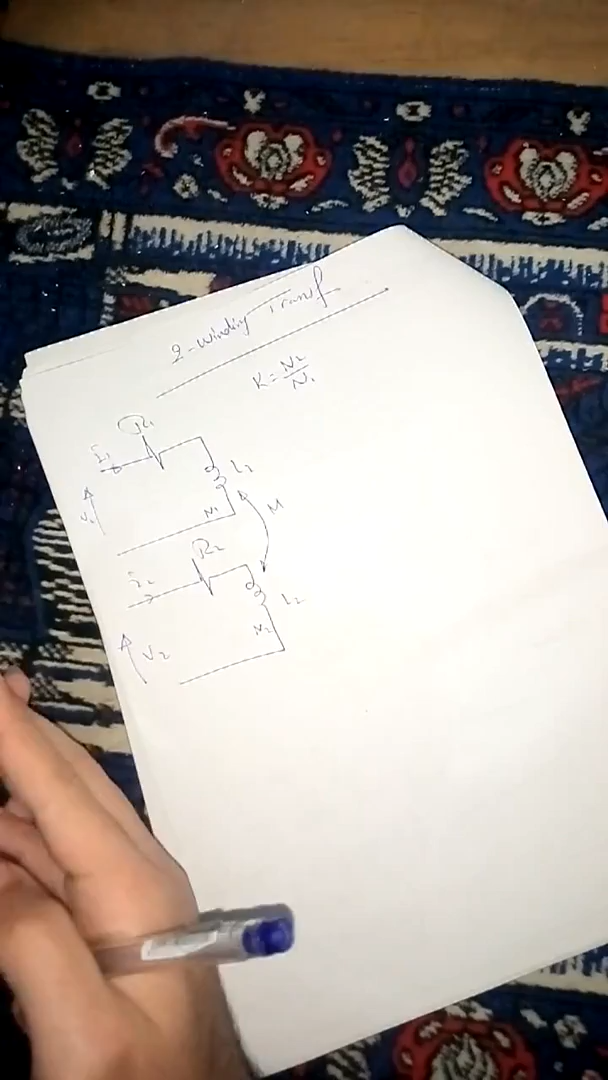 2-winding Transf
K=N₂/N₁
R₁
I₁
L₁
V₁
N₁
M
R₂
I₂
L₂
N₂
V₂